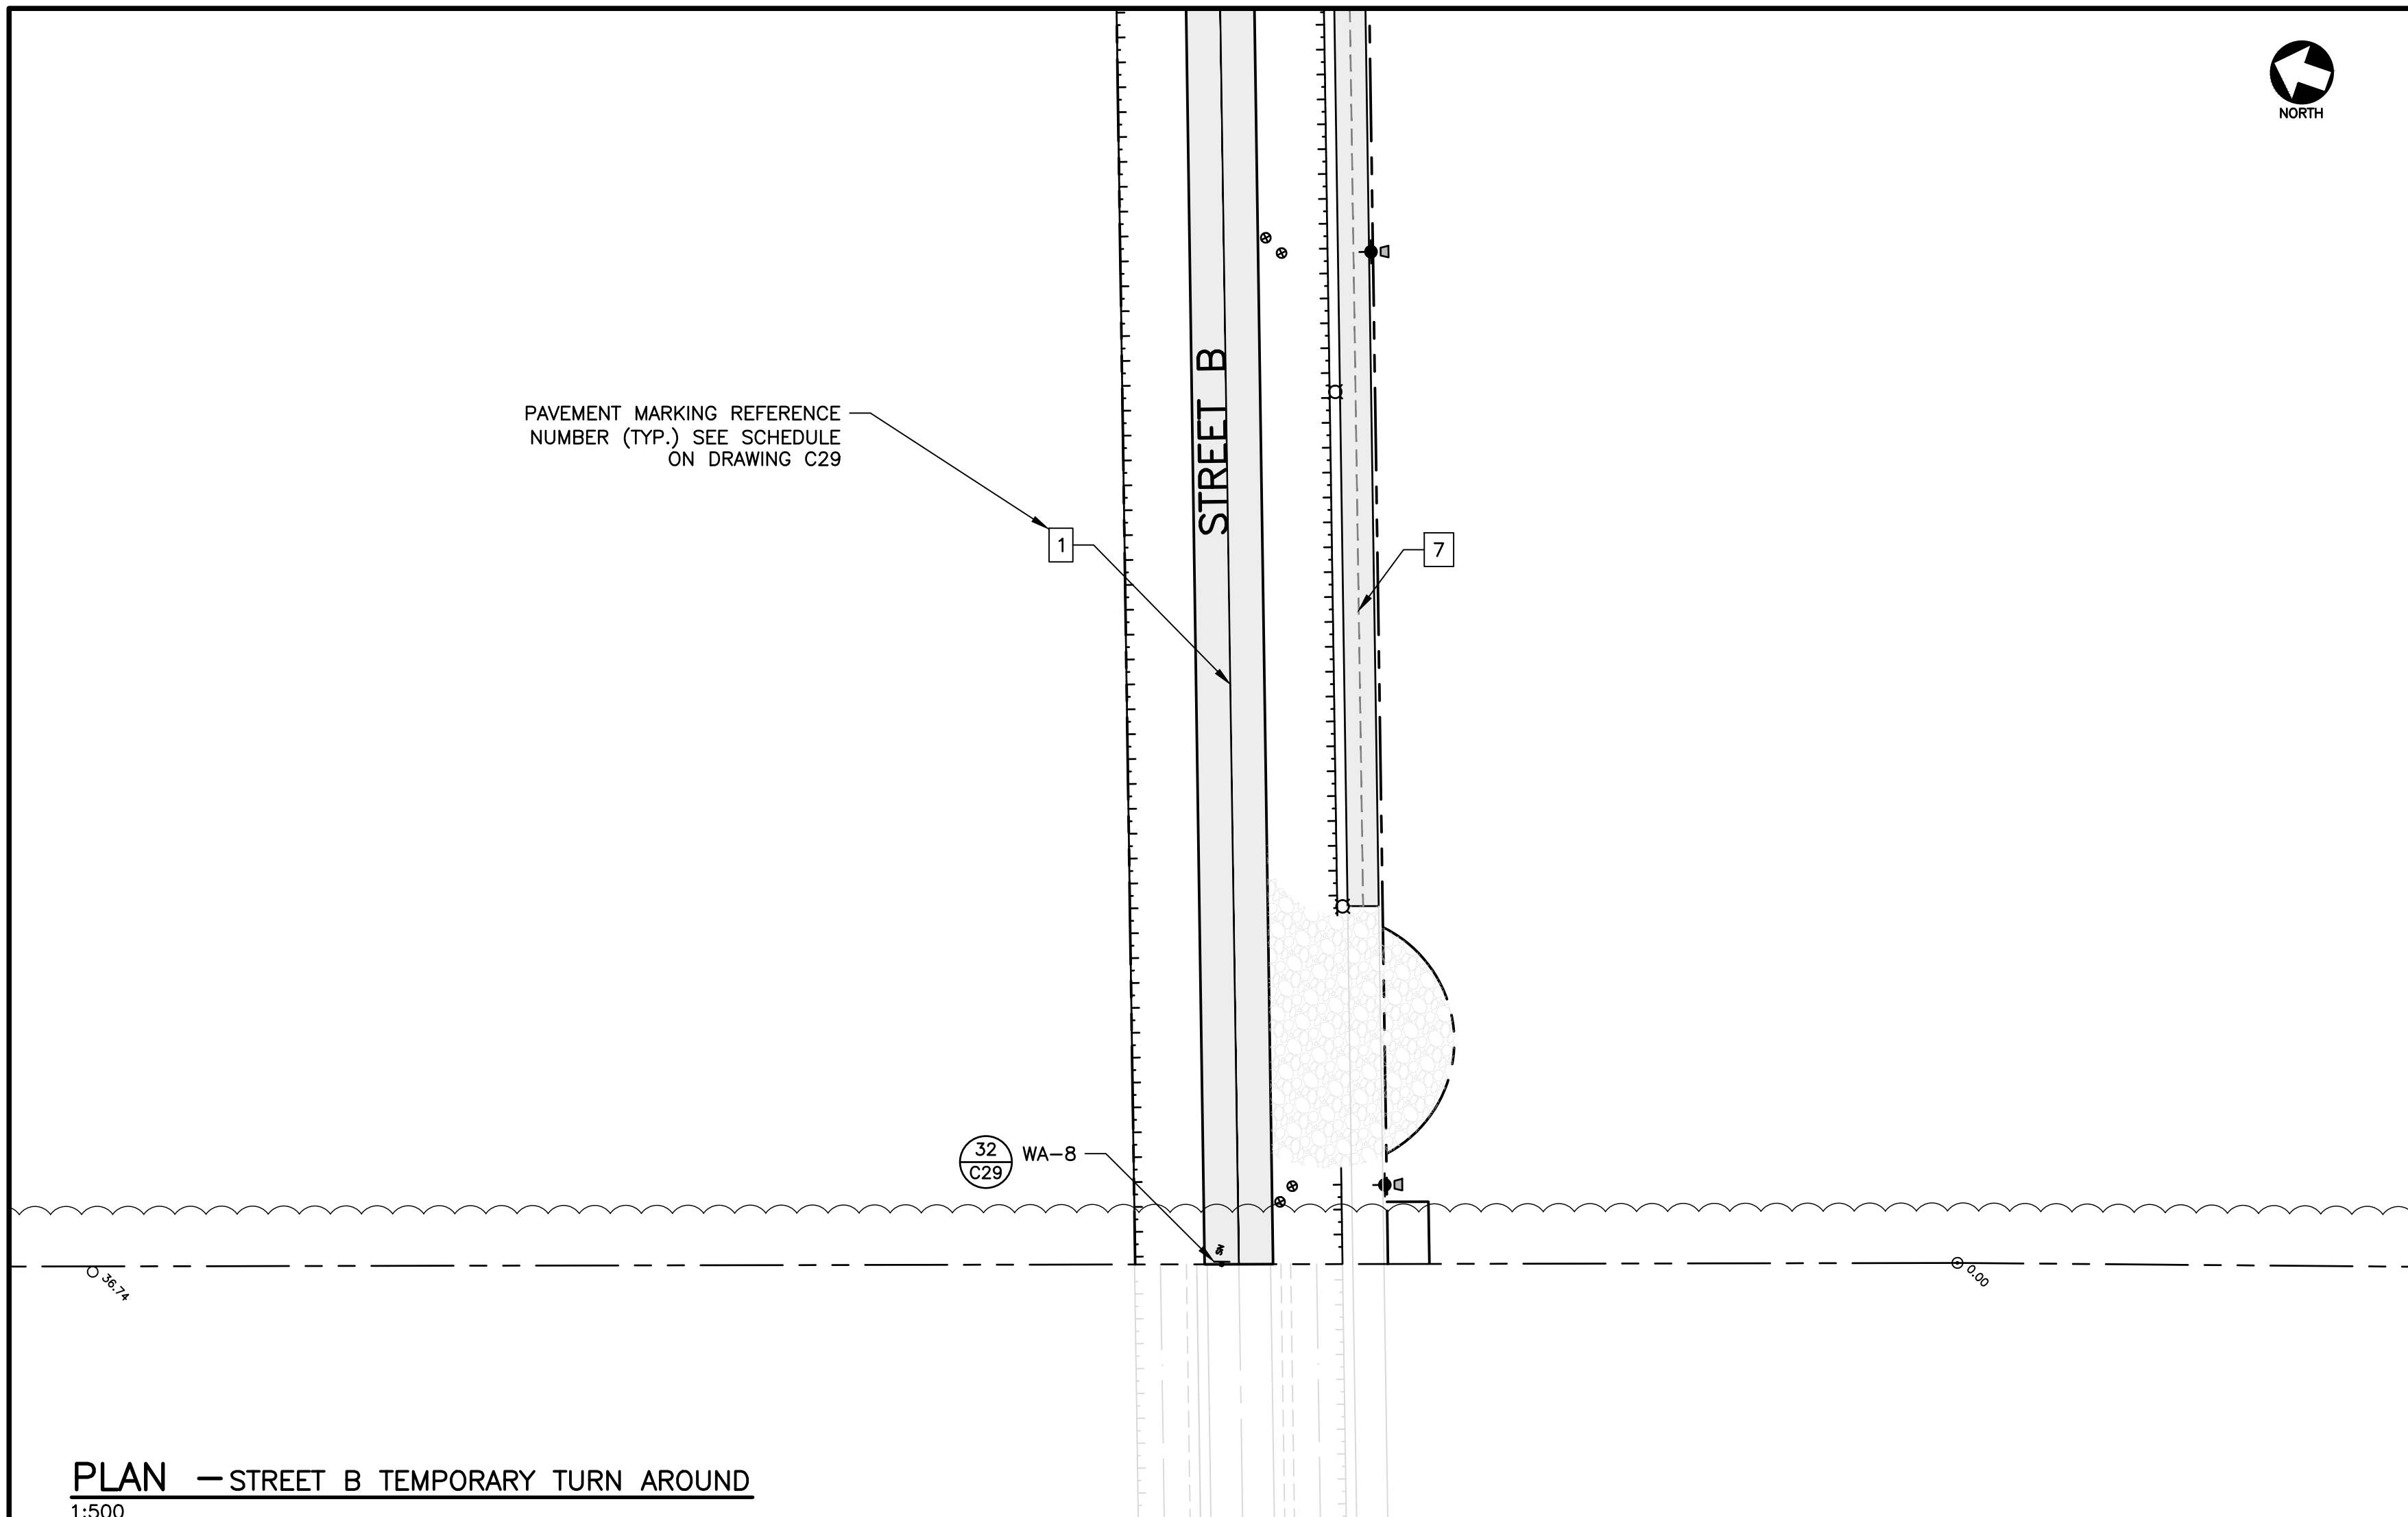 NORTH
STREET B
PAVEMENT MARKING REFERENCE
NUMBER (TYP.) SEE SCHEDULE
ON DRAWING C29
1
7
32
C29
WA-8
SN
36.74
0.00
PLAN - STREET B TEMPORARY TURN AROUND
1:500